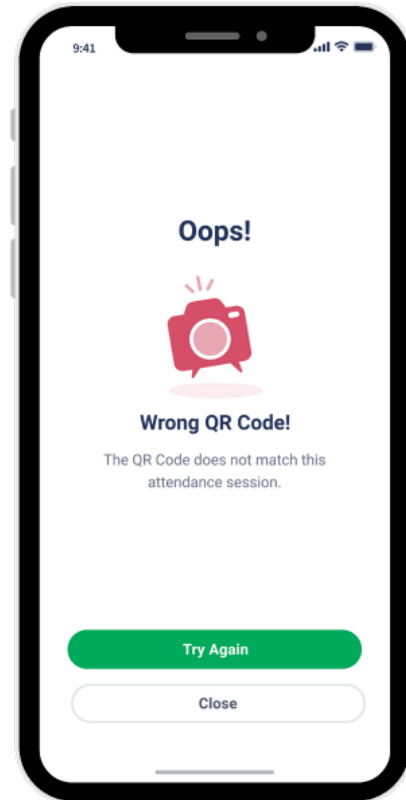 9:41
Oops!
Wrong QR Code!
The QR Code does not match this
attendance session.
Try Again
Close